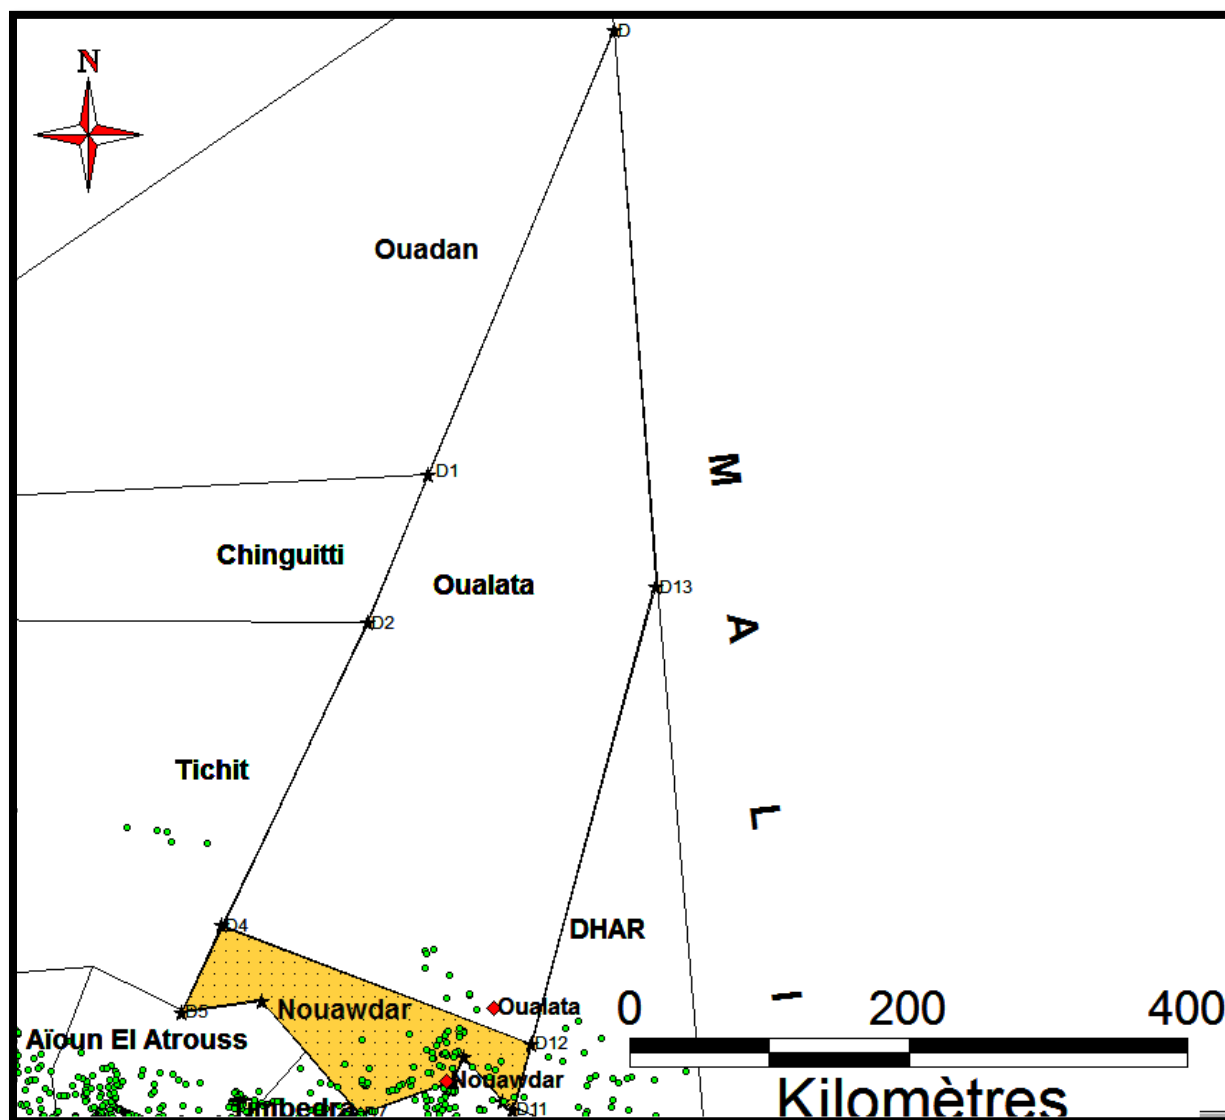 D
N
Ouadan
D1
M
Chinguitti
Oualata
D13
A
D2
Tichit
L
D4
DHAR
I
Oualata
0 200 400
Nouawdar
D5
Aïoun El Atrouss
D12
Nouawdar
Kilomètres
Timbedra
D11